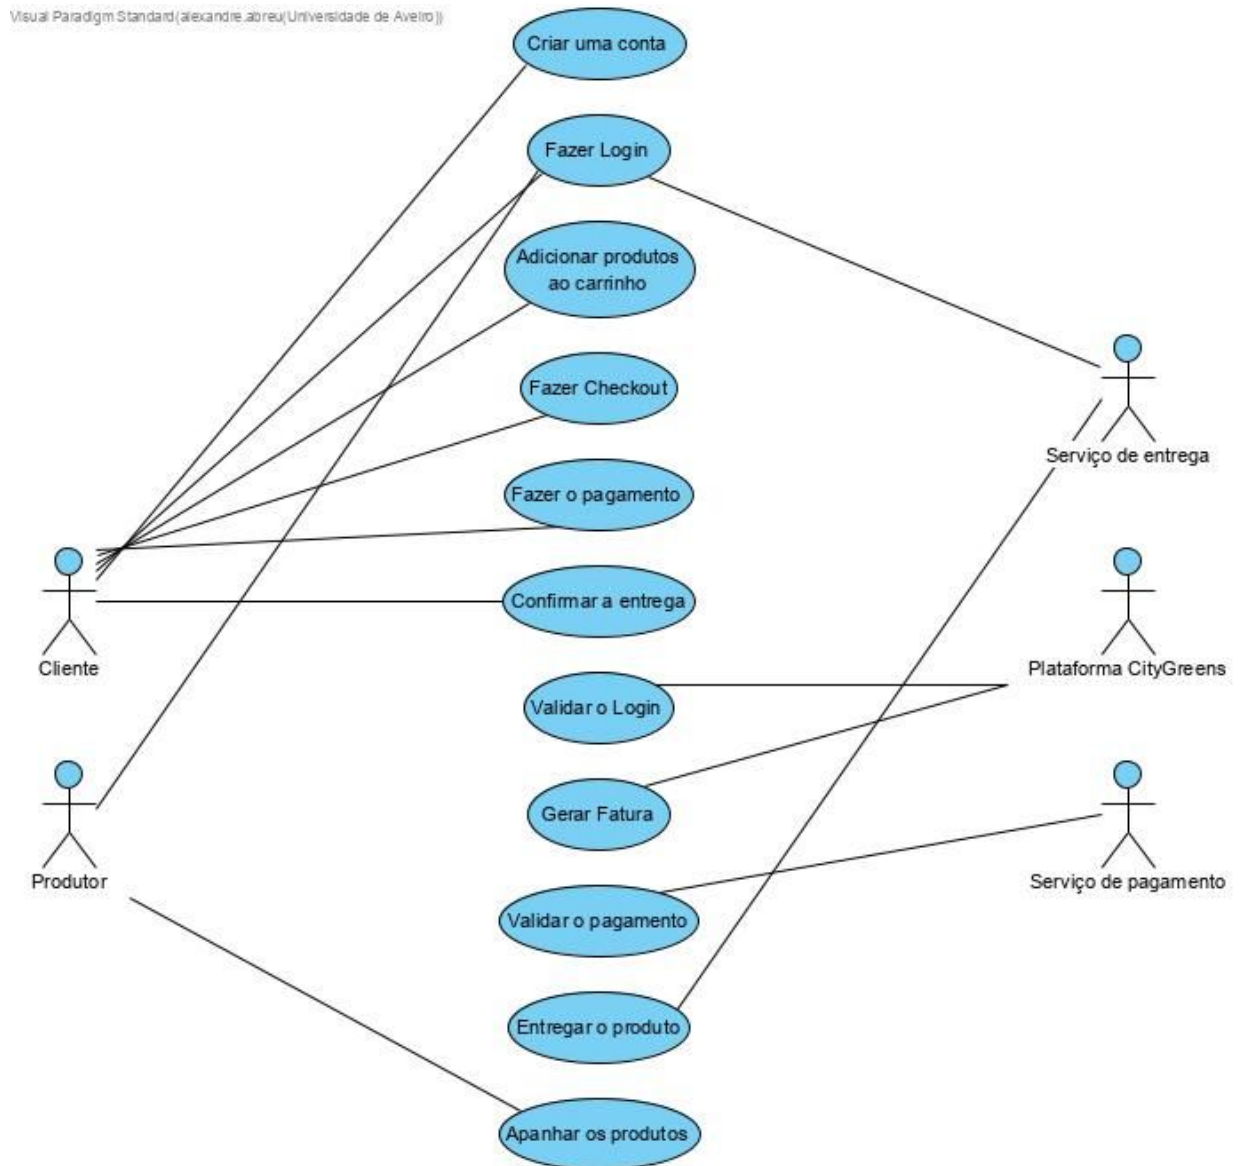 Visual Paradigm Standard(alexandre.abreu(Universidade de Aveiro))
Criar uma conta
Fazer Login
Adicionar produtos
ao carrinho
Fazer Checkout
Serviço de entrega
Fazer o pagamento
Confirmar a entrega
Cliente
Plataforma CityGreens
Validar o Login
Gerar Fatura
Produtor
Serviço de pagamento
Validar o pagamento
Entregar o produto
Apanhar os produtos